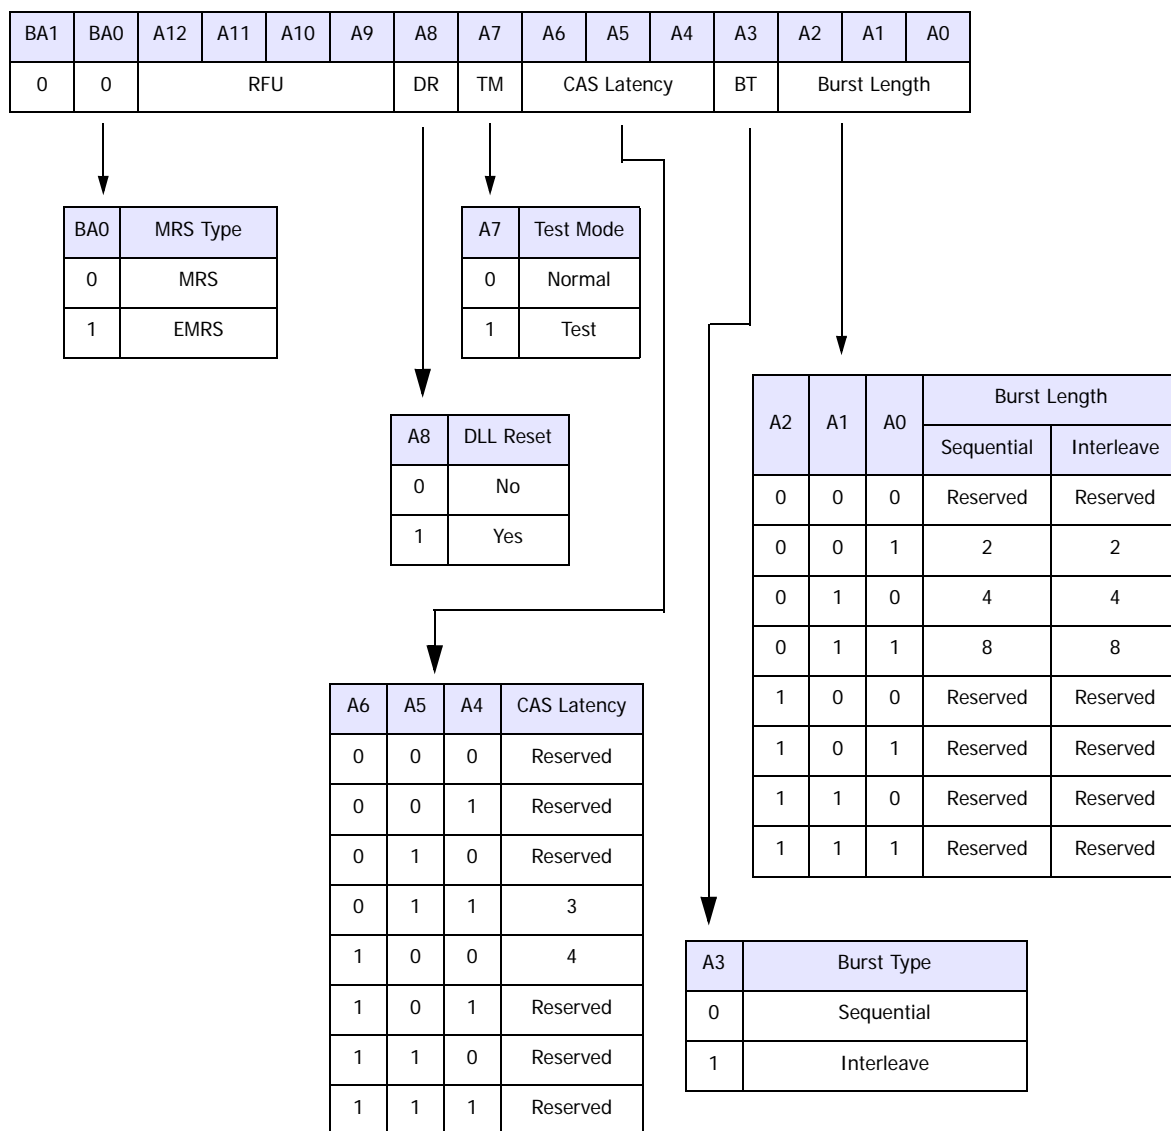 BA1 BA0 A12 A11 A10 A9 A8 A7 A6 A5 A4 A3 A2 A1 A0
0 0 RFU DR TM CAS Latency BT Burst Length
BA0 MRS Type
0 MRS
1 EMRS
A7 Test Mode
0 Normal
1 Test
A8 DLL Reset
0 No
1 Yes
A2 A1 A0 Burst Length
Sequential Interleave
0 0 0 Reserved Reserved
0 0 1 2 2
0 1 0 4 4
0 1 1 8 8
1 0 0 Reserved Reserved
1 0 1 Reserved Reserved
1 1 0 Reserved Reserved
1 1 1 Reserved Reserved
A6 A5 A4 CAS Latency
0 0 0 Reserved
0 0 1 Reserved
0 1 0 Reserved
0 1 1 3
1 0 0 4
1 0 1 Reserved
1 1 0 Reserved
1 1 1 Reserved
A3 Burst Type
0 Sequential
1 Interleave